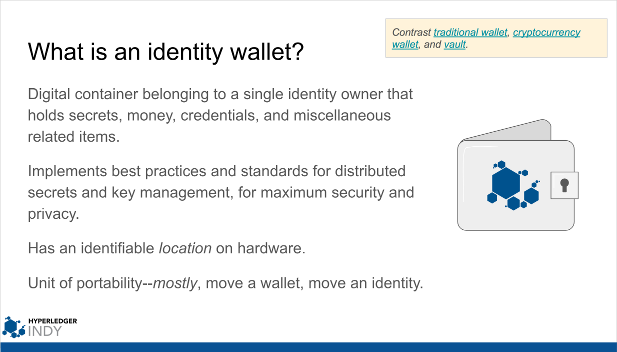 What is an identity wallet?
Contrast traditional wallet, cryptocurrency
wallet, and vault.
Digital container belonging to a single identity owner that
holds secrets, money, credentials, and miscellaneous
related items.
Implements best practices and standards for distributed
secrets and key management, for maximum security and
privacy.
Has an identifiable location on hardware.
Unit of portability--mostly, move a wallet, move an identity.
HYPERLEDGER
INDY